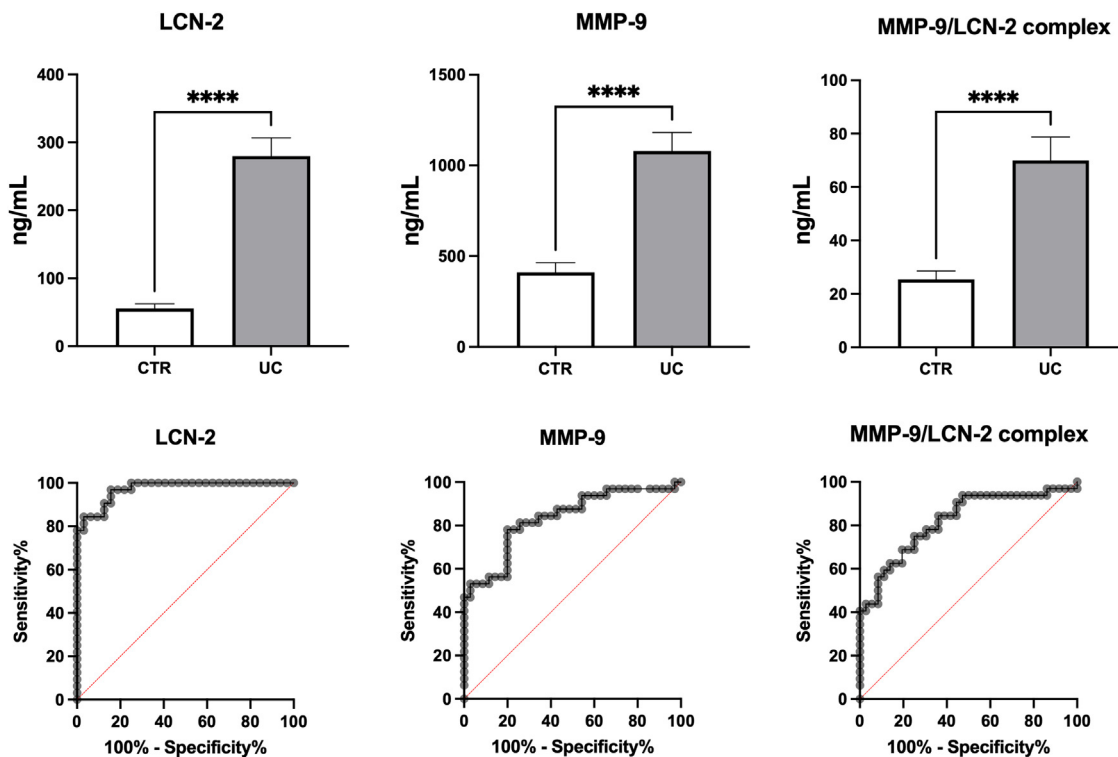 LCN-2
MMP-9
MMP-9/LCN-2 complex
400
300
200
100
0
ng/mL
****
CTR
UC
1500
1000
500
0
ng/mL
****
CTR
UC
100
80
60
40
20
0
ng/mL
****
CTR
UC
LCN-2
MMP-9
MMP-9/LCN-2 complex
100
80
60
40
20
0
Sensitivity%
0 20 40 60 80 100
100% - Specificity%
100
80
60
40
20
0
Sensitivity%
0 20 40 60 80 100
100% - Specificity%
100
80
60
40
20
0
Sensitivity%
0 20 40 60 80 100
100% - Specificity%